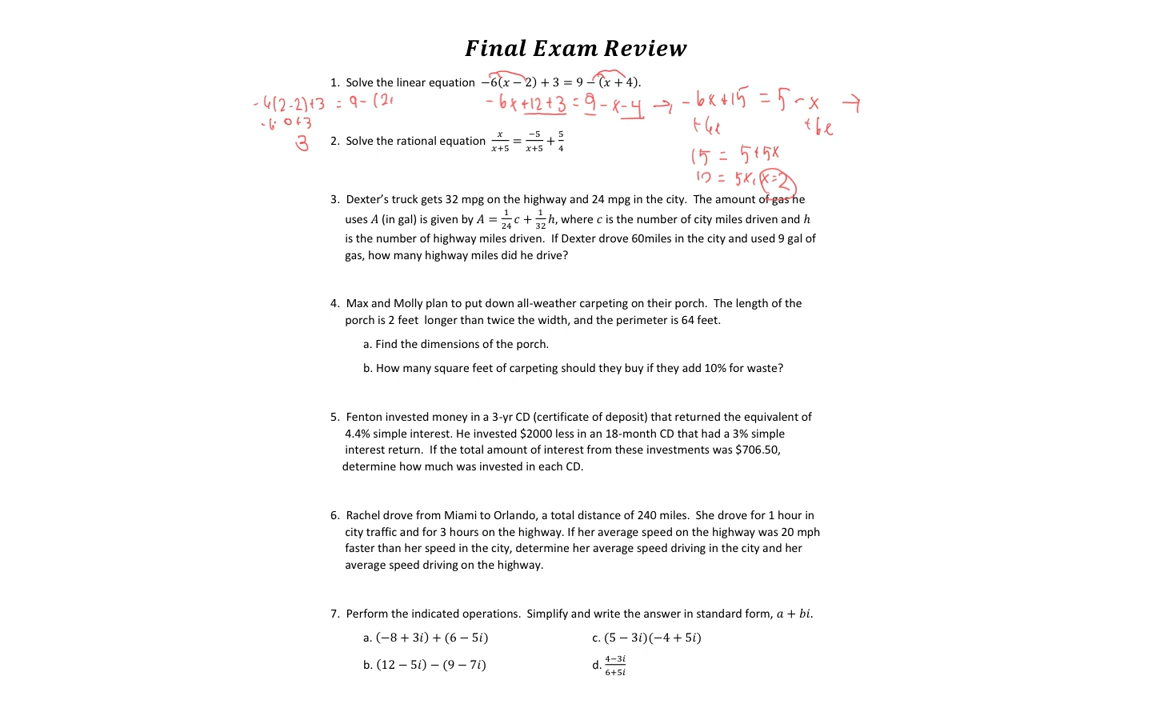 Final Exam Review
1. Solve the linear equation −6(x − 2) + 3 = 9 − (x + 4).
-6(2-2)+3 = 9-(2
-6x+12+3 = 9-x-4 → -6x+15 = 5-x →
-6·0+3
+6x +6x
3
2. Solve the rational equation x/(x+5) = −5/(x+5) + 5/4
15 = 5+5x
10 = 5x, x=2
3. Dexter's truck gets 32 mpg on the highway and 24 mpg in the city. The amount of gas he
uses A (in gal) is given by A = 1/24 c + 1/32 h, where c is the number of city miles driven and h
is the number of highway miles driven. If Dexter drove 60miles in the city and used 9 gal of
gas, how many highway miles did he drive?
4. Max and Molly plan to put down all-weather carpeting on their porch. The length of the
porch is 2 feet longer than twice the width, and the perimeter is 64 feet.
a. Find the dimensions of the porch.
b. How many square feet of carpeting should they buy if they add 10% for waste?
5. Fenton invested money in a 3-yr CD (certificate of deposit) that returned the equivalent of
4.4% simple interest. He invested $2000 less in an 18-month CD that had a 3% simple
interest return. If the total amount of interest from these investments was $706.50,
determine how much was invested in each CD.
6. Rachel drove from Miami to Orlando, a total distance of 240 miles. She drove for 1 hour in
city traffic and for 3 hours on the highway. If her average speed on the highway was 20 mph
faster than her speed in the city, determine her average speed driving in the city and her
average speed driving on the highway.
7. Perform the indicated operations. Simplify and write the answer in standard form, a + bi.
a. (−8 + 3i) + (6 − 5i) c. (5 − 3i)(−4 + 5i)
b. (12 − 5i) − (9 − 7i) d. (4−3i)/(6+5i)